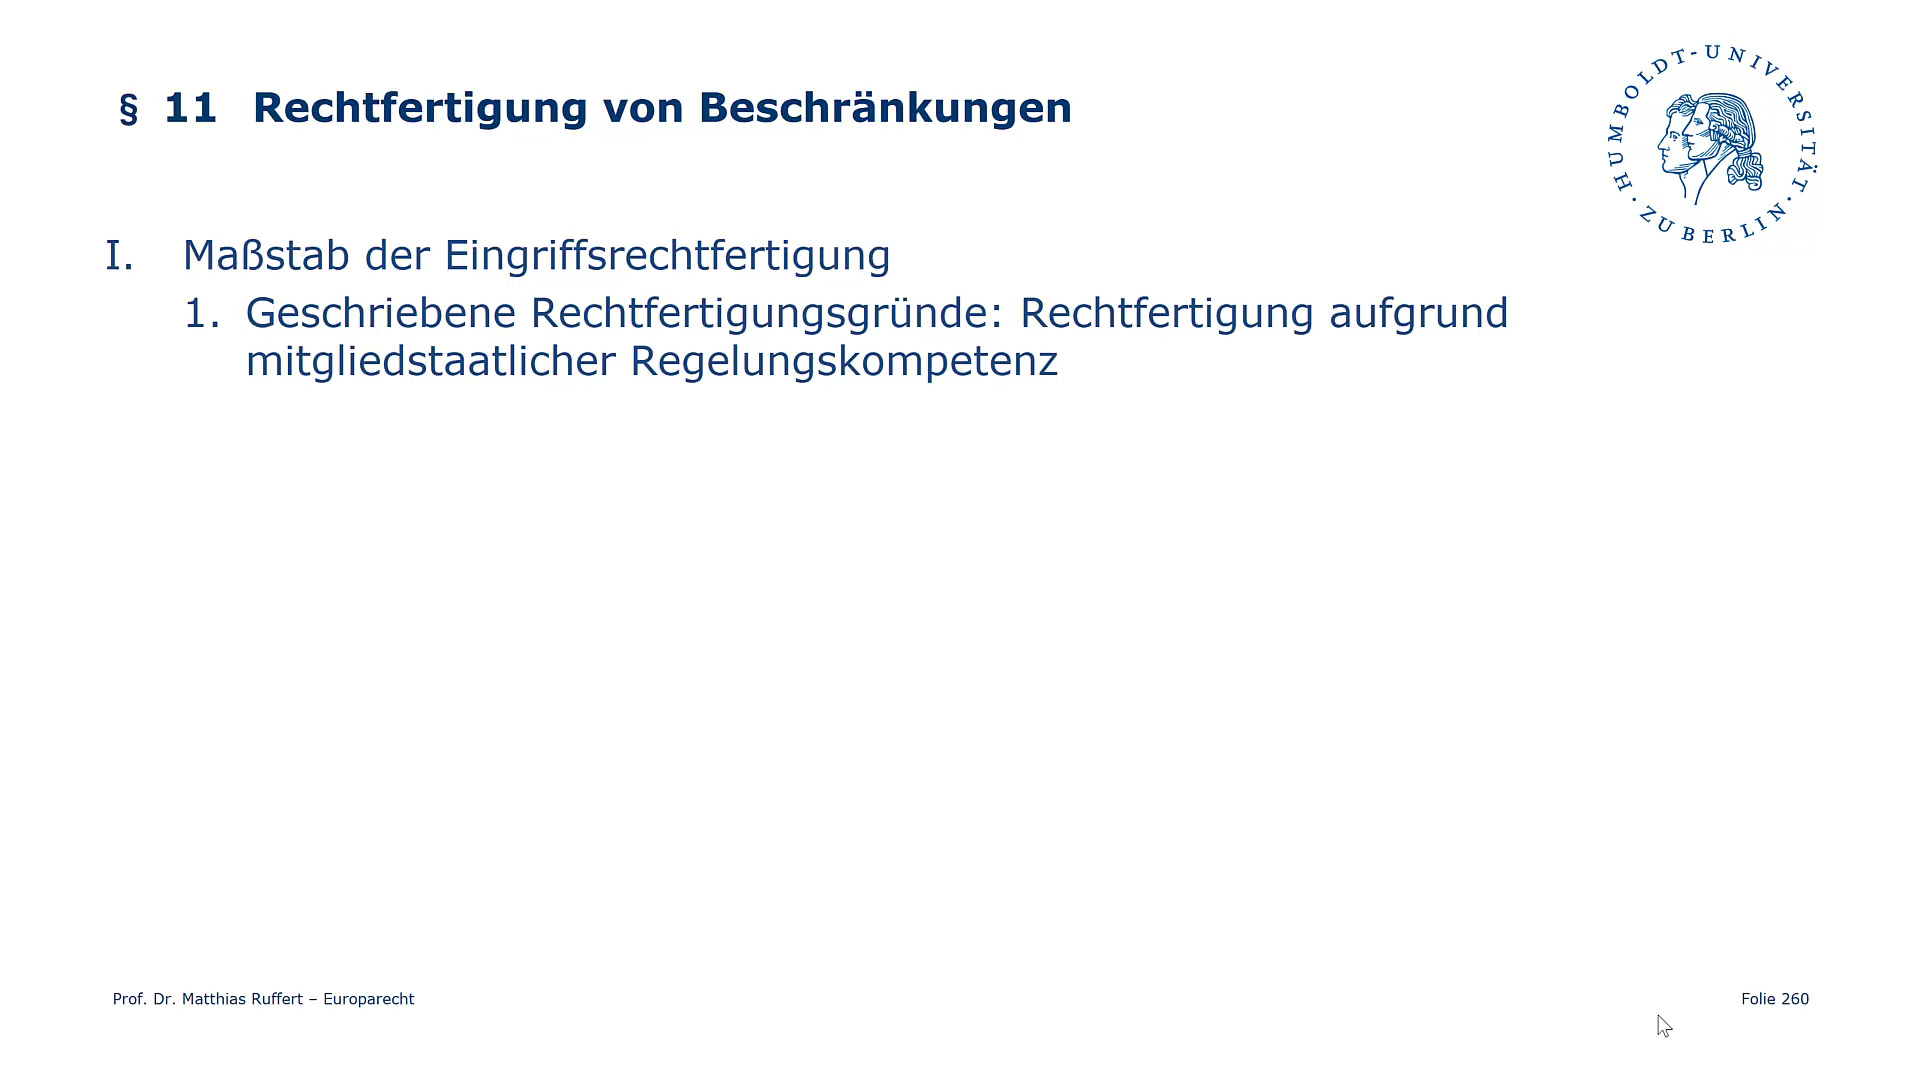 § 11 Rechtfertigung von Beschränkungen
HUMBOLDT-UNIVERSITÄT · ZU BERLIN ·
I. Maßstab der Eingriffsrechtfertigung
1. Geschriebene Rechtfertigungsgründe: Rechtfertigung aufgrund
mitgliedstaatlicher Regelungskompetenz
Prof. Dr. Matthias Ruffert – Europarecht
Folie 260